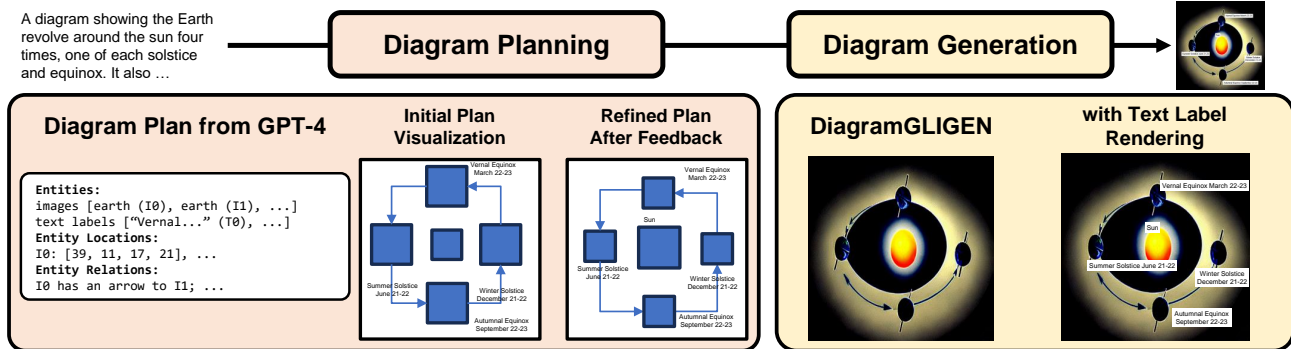 A diagram showing the Earth
revolve around the sun four
times, one of each solstice
and equinox. It also …
Diagram Planning
Diagram Generation
Diagram Plan from GPT-4
Entities:
images [earth (I0), earth (I1), ...]
text labels [“Vernal...” (T0), ...]
Entity Locations:
I0: [39, 11, 17, 21], ...
Entity Relations:
I0 has an arrow to I1; ...
Initial Plan
Visualization
Vernal Equinox
March 22-23
Summer Solstice
June 21-22
Winter Solstice
December 21-22
Autumnal Equinox
September 22-23
Refined Plan
After Feedback
Vernal Equinox
March 22-23
Sun
Summer Solstice
June 21-22
Winter Solstice
December 21-22
Autumnal Equinox
September 22-23
DiagramGLIGEN
with Text Label
Rendering
Vernal Equinox March 22-23
Sun
Summer Solstice June 21-22
Winter Solstice
December 21-22
Autumnal Equinox
September 22-23